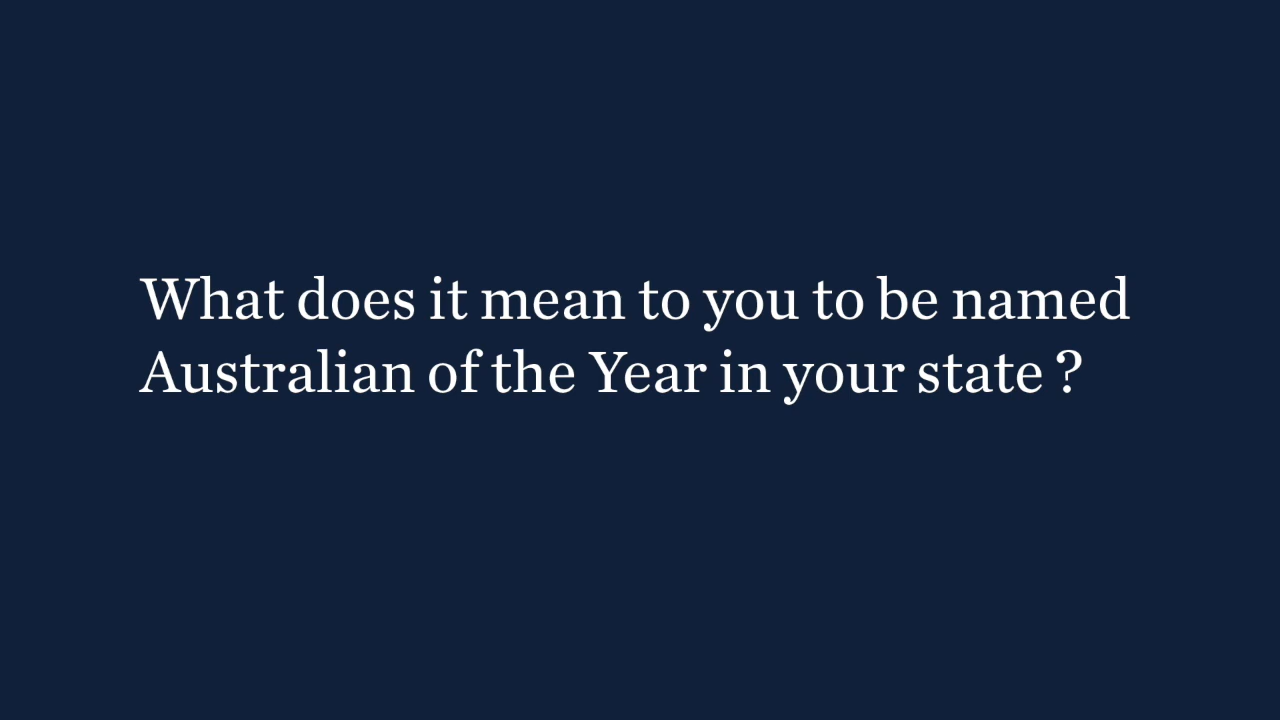 What does it mean to you to be named
Australian of the Year in your state ?